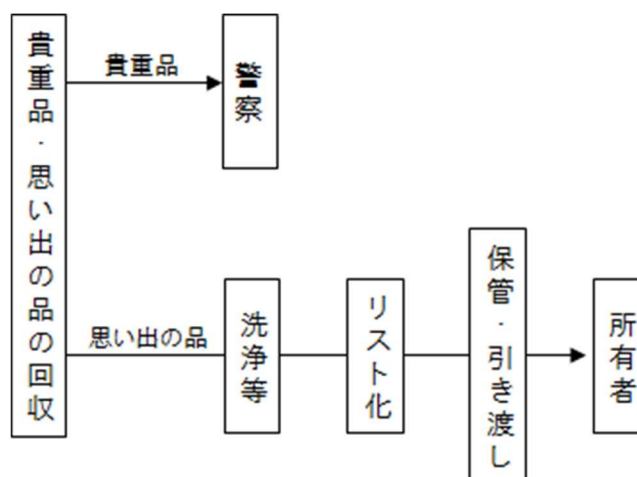 貴重品・思い出の品の回収
貴重品
警察
思い出の品
洗浄等
リスト化
保管・引き渡し
所有者